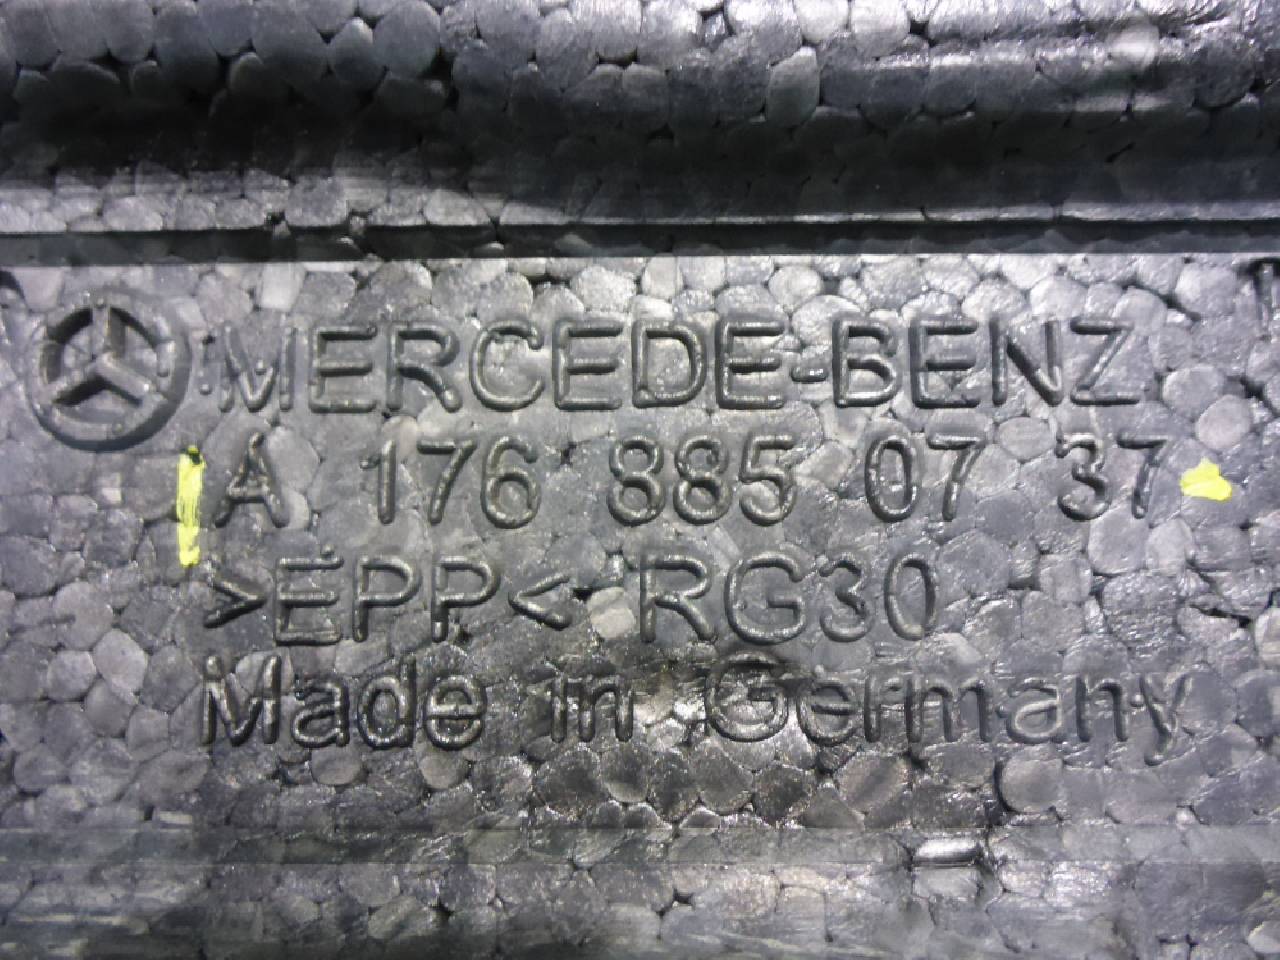 MERCEDE-BENZ
A 176 885 07 37
>EPP< RG30
Made in Germany